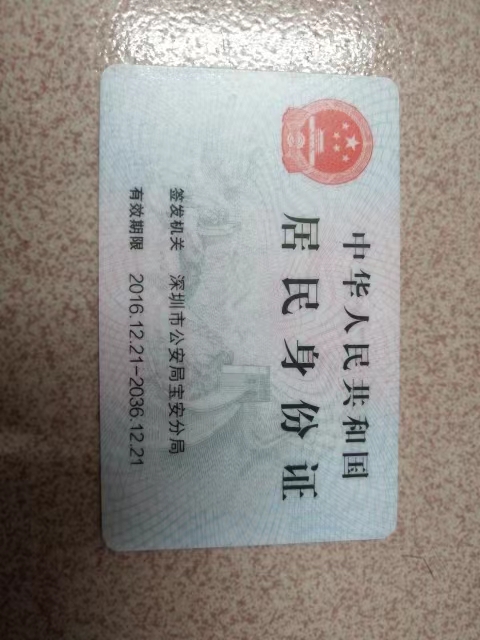 中华人民共和国
居民身份证
签发机关 深圳市公安局宝安分局
有效期限 2016.12.21-2036.12.21